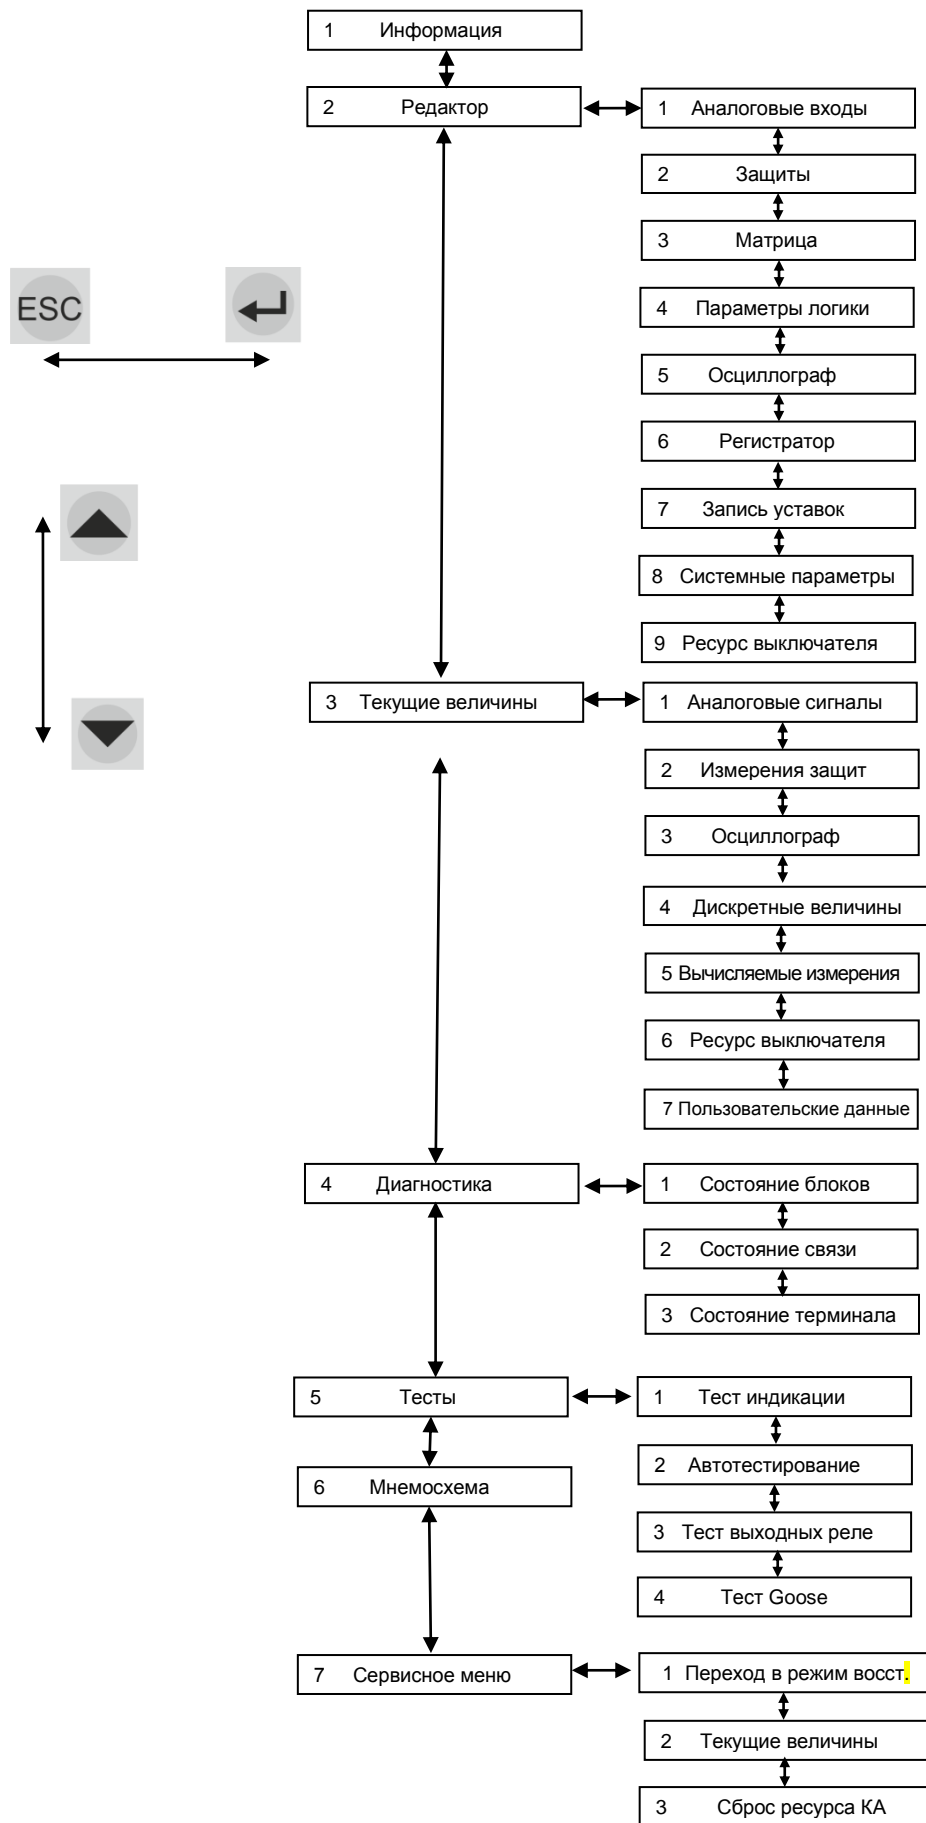 1 Информация
2 Редактор
1 Аналоговые входы
2 Защиты
3 Матрица
ESC
4 Параметры логики
5 Осциллограф
6 Регистратор
7 Запись уставок
8 Системные параметры
9 Ресурс выключателя
3 Текущие величины
1 Аналоговые сигналы
2 Измерения защит
3 Осциллограф
4 Дискретные величины
5 Вычисляемые измерения
6 Ресурс выключателя
7 Пользовательские данные
4 Диагностика
1 Состояние блоков
2 Состояние связи
3 Состояние терминала
5 Тесты
1 Тест индикации
2 Автотестирование
6 Мнемосхема
3 Тест выходных реле
4 Тест Goose
7 Сервисное меню
1 Переход в режим восст.
2 Текущие величины
3 Сброс ресурса КА